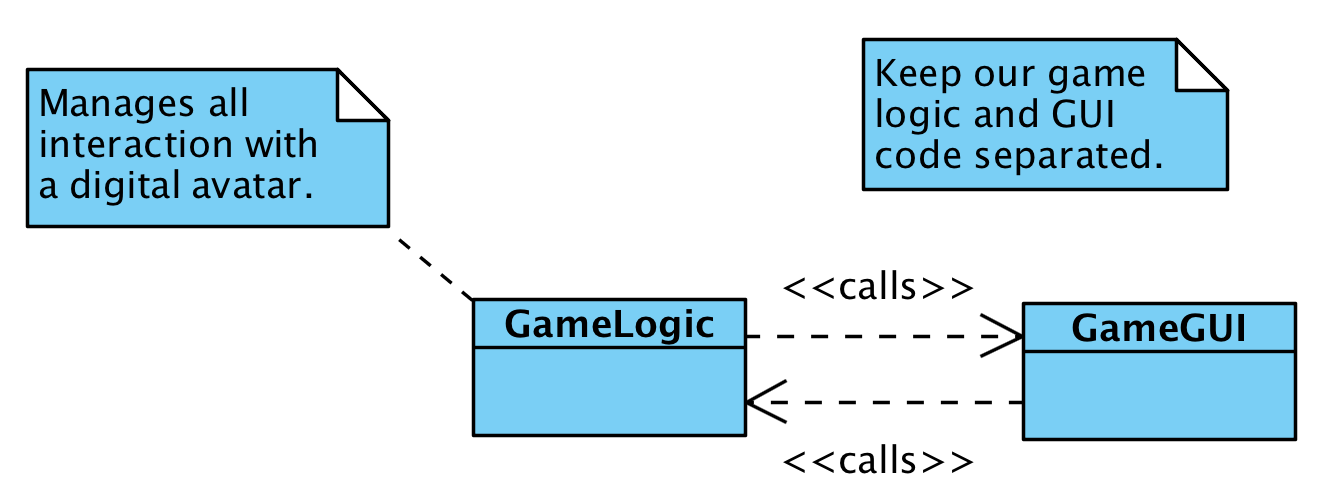 Manages all
interaction with
a digital avatar.
Keep our game
logic and GUI
code separated.
<<calls>>
GameLogic
GameGUI
<<calls>>